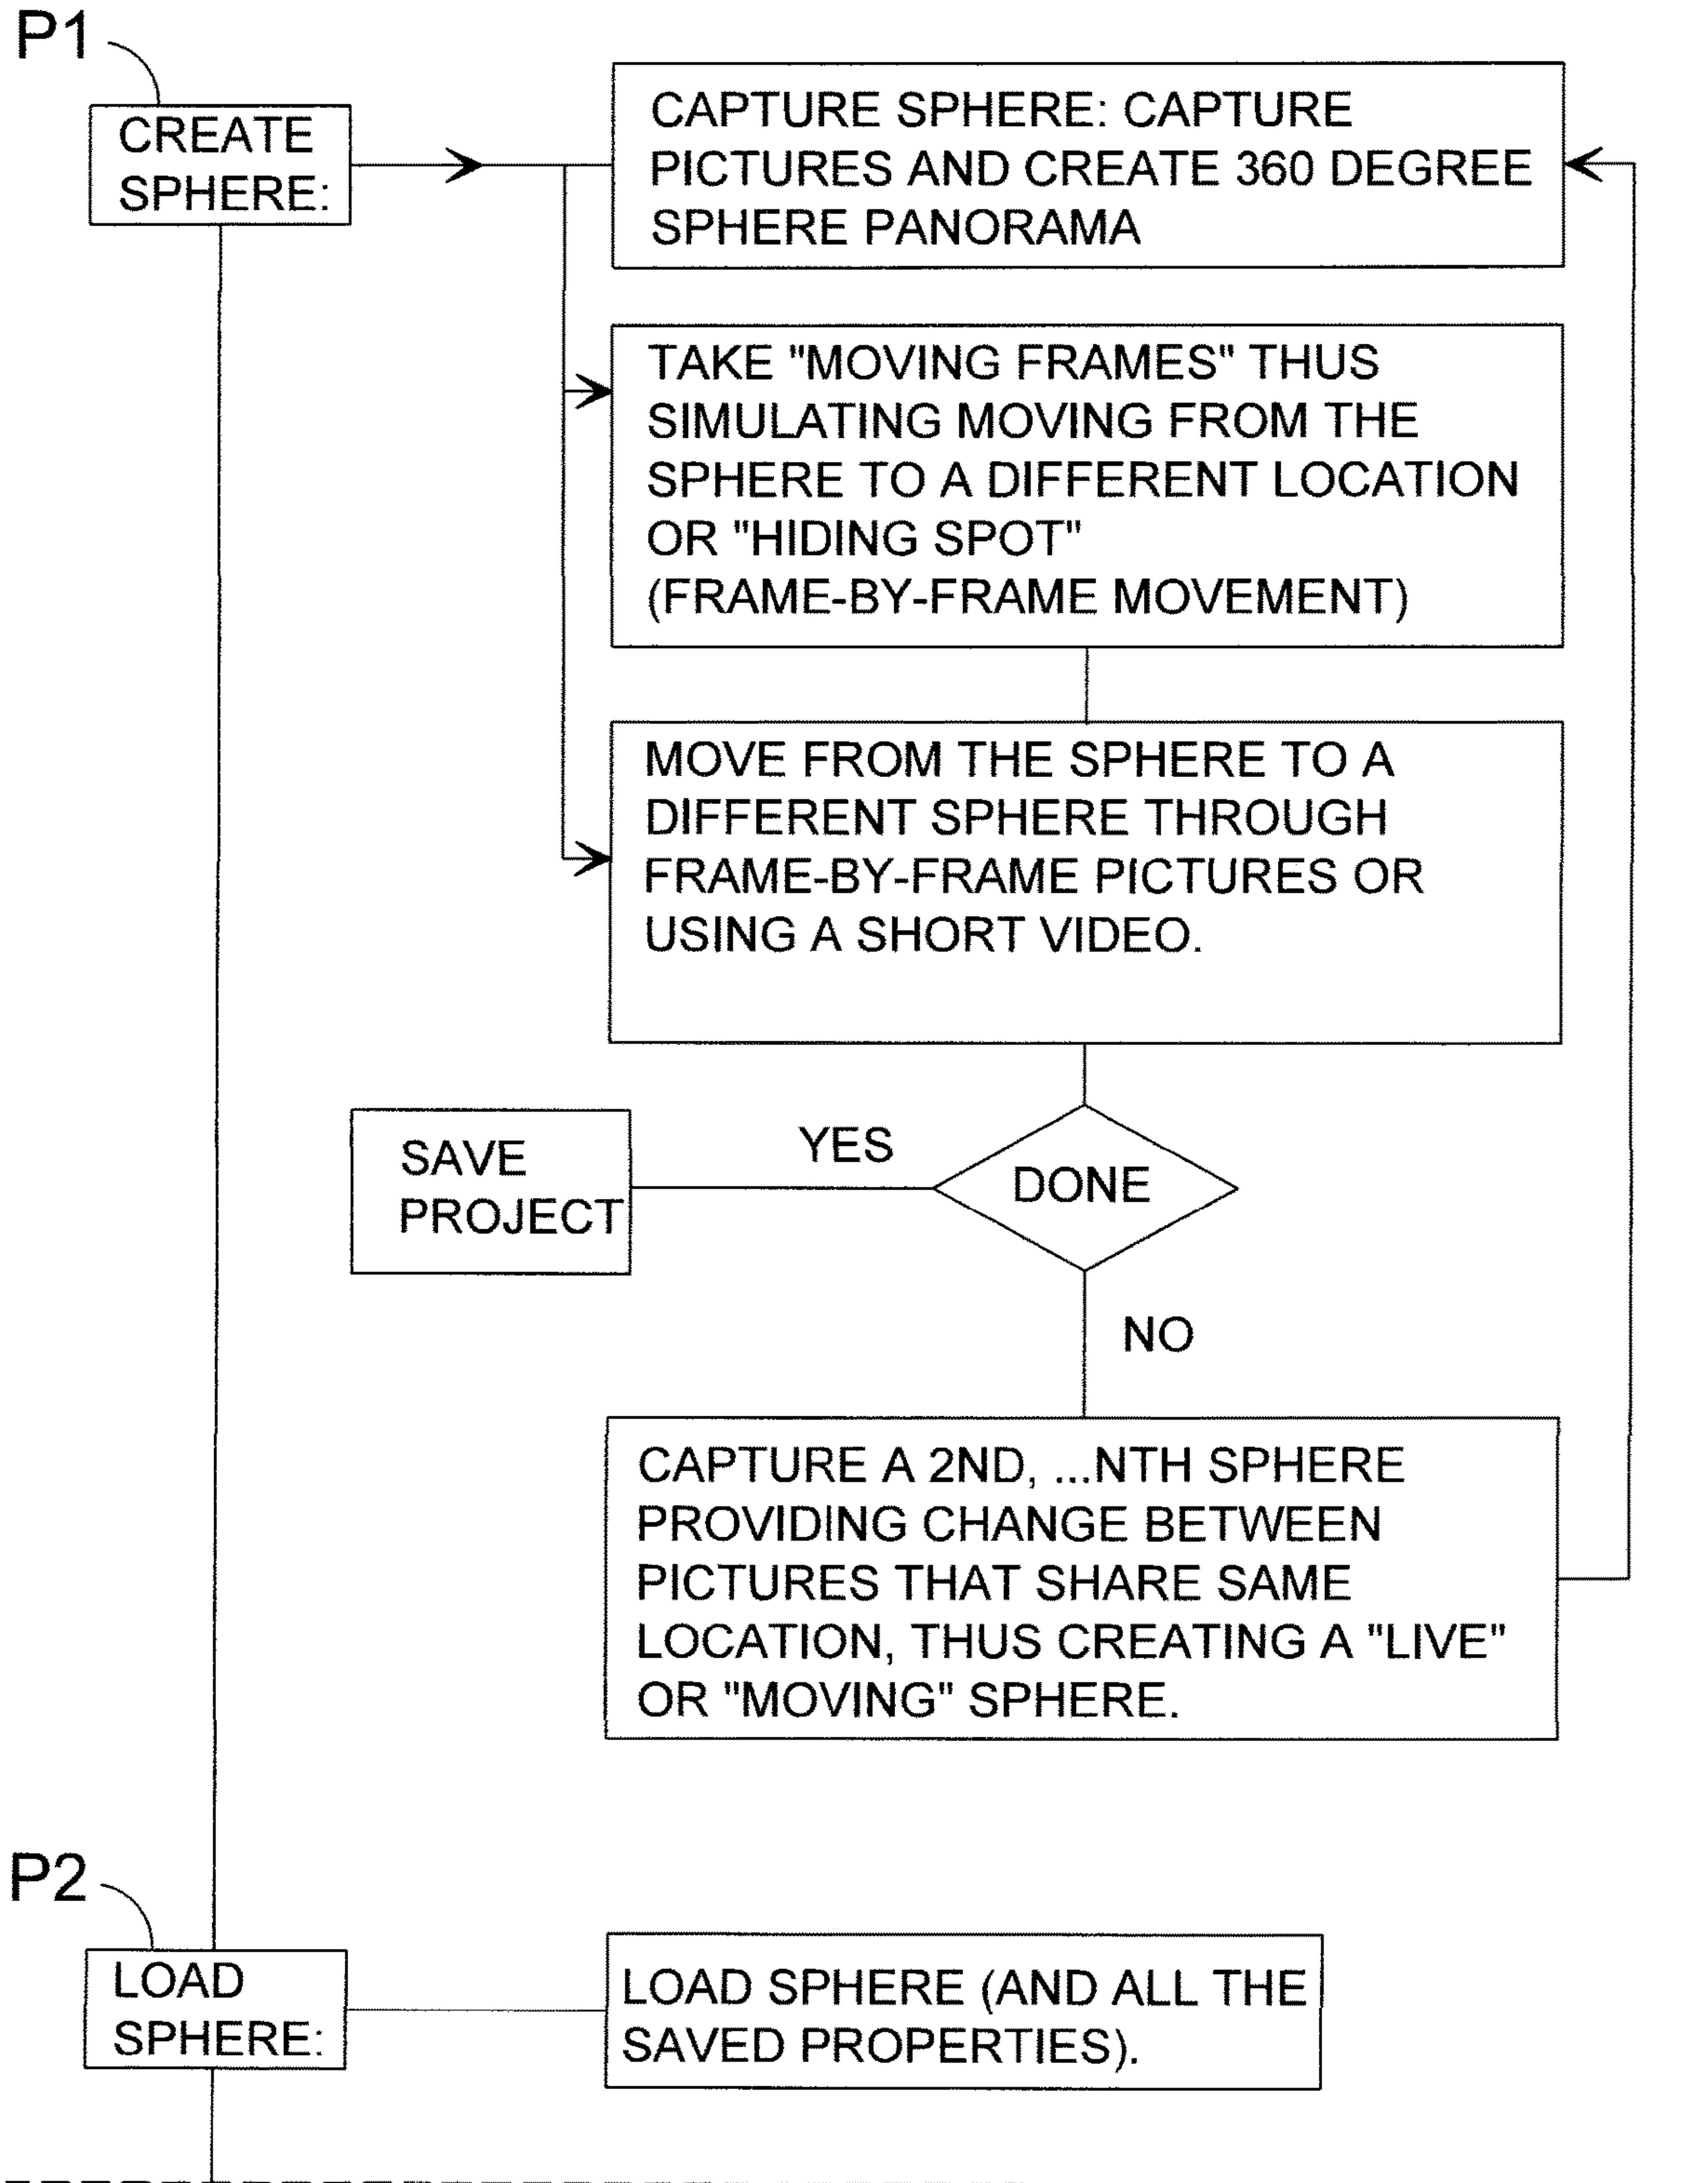 P1
CREATE
SPHERE:
CAPTURE SPHERE: CAPTURE
PICTURES AND CREATE 360 DEGREE
SPHERE PANORAMA
TAKE "MOVING FRAMES" THUS
SIMULATING MOVING FROM THE
SPHERE TO A DIFFERENT LOCATION
OR "HIDING SPOT"
(FRAME-BY-FRAME MOVEMENT)
MOVE FROM THE SPHERE TO A
DIFFERENT SPHERE THROUGH
FRAME-BY-FRAME PICTURES OR
USING A SHORT VIDEO.
SAVE
PROJECT
YES
DONE
NO
CAPTURE A 2ND, ...NTH SPHERE
PROVIDING CHANGE BETWEEN
PICTURES THAT SHARE SAME
LOCATION, THUS CREATING A "LIVE"
OR "MOVING" SPHERE.
P2
LOAD
SPHERE:
LOAD SPHERE (AND ALL THE
SAVED PROPERTIES).